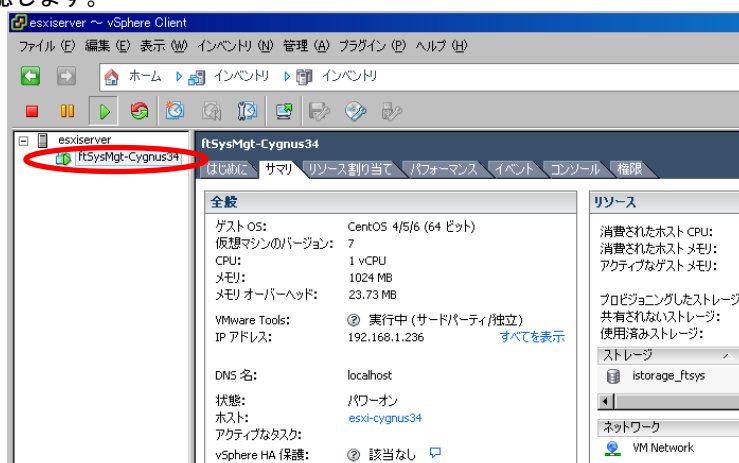 認します。
esxiserver ～ vSphere Client
ファイル (F) 編集 (E) 表示 (W) インベントリ (N) 管理 (A) プラグイン (P) ヘルプ (H)
ホーム インベントリ インベントリ
esxiserver
ftSysMgt-Cygnus34
ftSysMgt-Cygnus34
はじめに サマリ リソース割り当て パフォーマンス イベント コンソール 権限
全般
ゲスト OS: CentOS 4/5/6 (64 ビット)
仮想マシンのバージョン: 7
CPU: 1 vCPU
メモリ: 1024 MB
メモリ オーバーヘッド: 23.73 MB
VMware Tools: 実行中 (サードパーティ/独立)
IP アドレス: 192.168.1.236 すべてを表示
DNS 名: localhost
状態: パワーオン
ホスト: esxi-cygnus34
アクティブなタスク:
vSphere HA 保護: 該当なし
リソース
消費されたホスト CPU:
消費されたホスト メモリ:
アクティブなゲスト メモリ:
プロビジョニングしたストレージ
共有されないストレージ:
使用済みストレージ:
ストレージ
istorage_ftsys
ネットワーク
VM Network